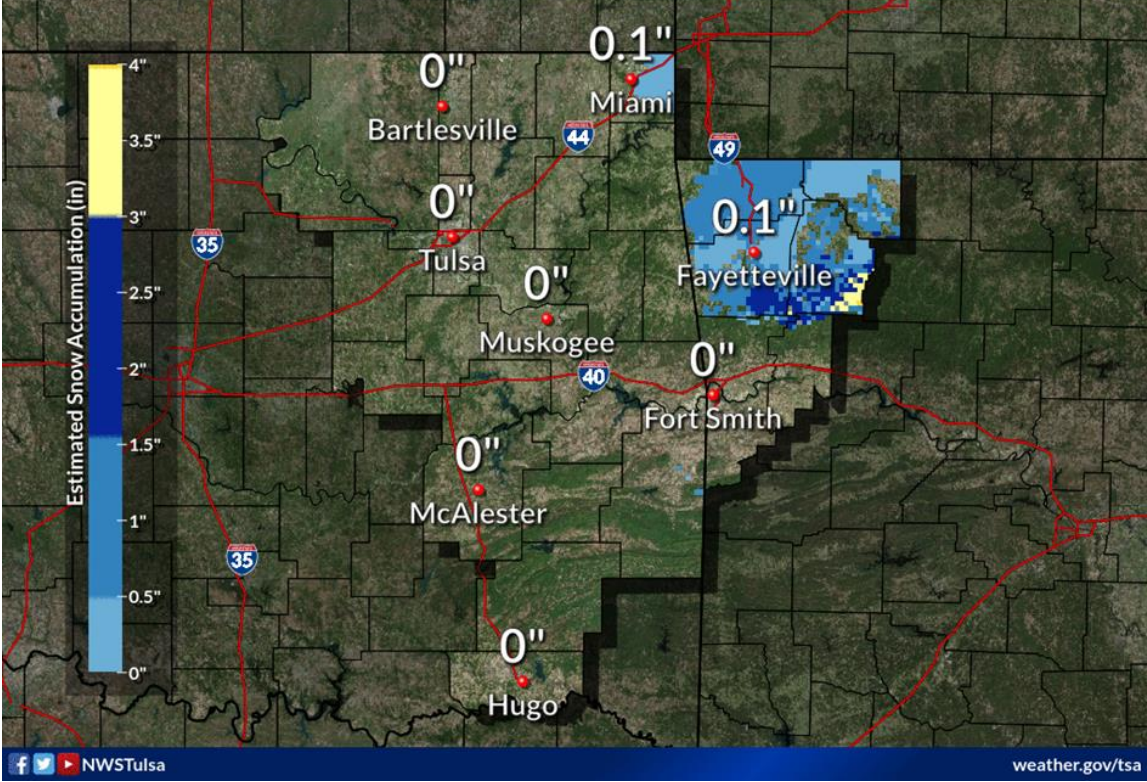 0.1"
Miami
0"
Bartlesville
44
49
4"
3.5"
3"
2.5"
2"
1.5"
1"
0.5"
0"
Estimated Snow Accumulation (in)
35
0"
Tulsa
0.1"
Fayetteville
0"
Muskogee
40
0"
Fort Smith
0"
McAlester
35
0"
Hugo
NWSTulsa
weather.gov/tsa